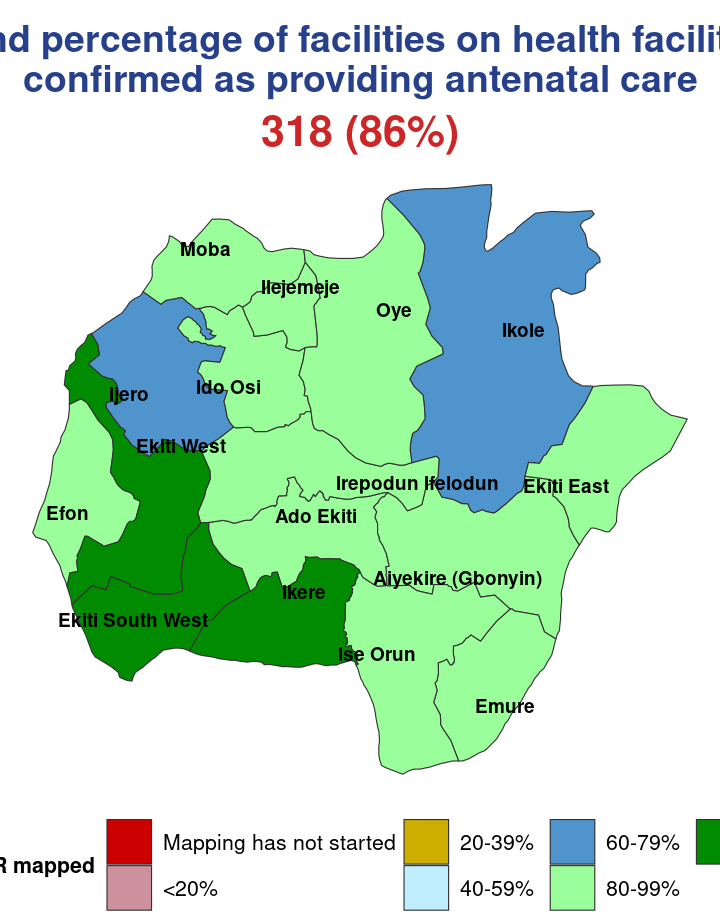 nd percentage of facilities on health facilit
confirmed as providing antenatal care
318 (86%)
Moba
Ilejemeje
Oye
Ikole
Ido Osi
Ijero
Ekiti West
Irepodun Ifelodun
Ekiti East
Efon
Ado Ekiti
Aiyekire (Gbonyin)
Ikere
Ekiti South West
Ise Orun
Emure
R mapped
Mapping has not started
20-39%
60-79%
<20%
40-59%
80-99%